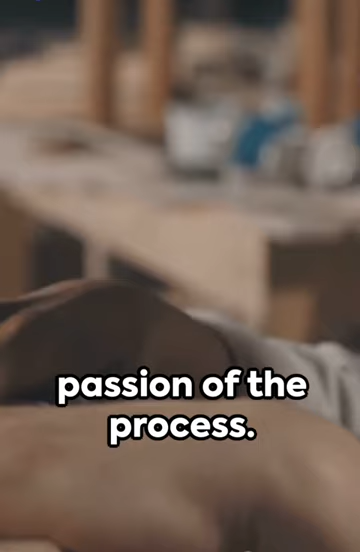 passion of the
process.